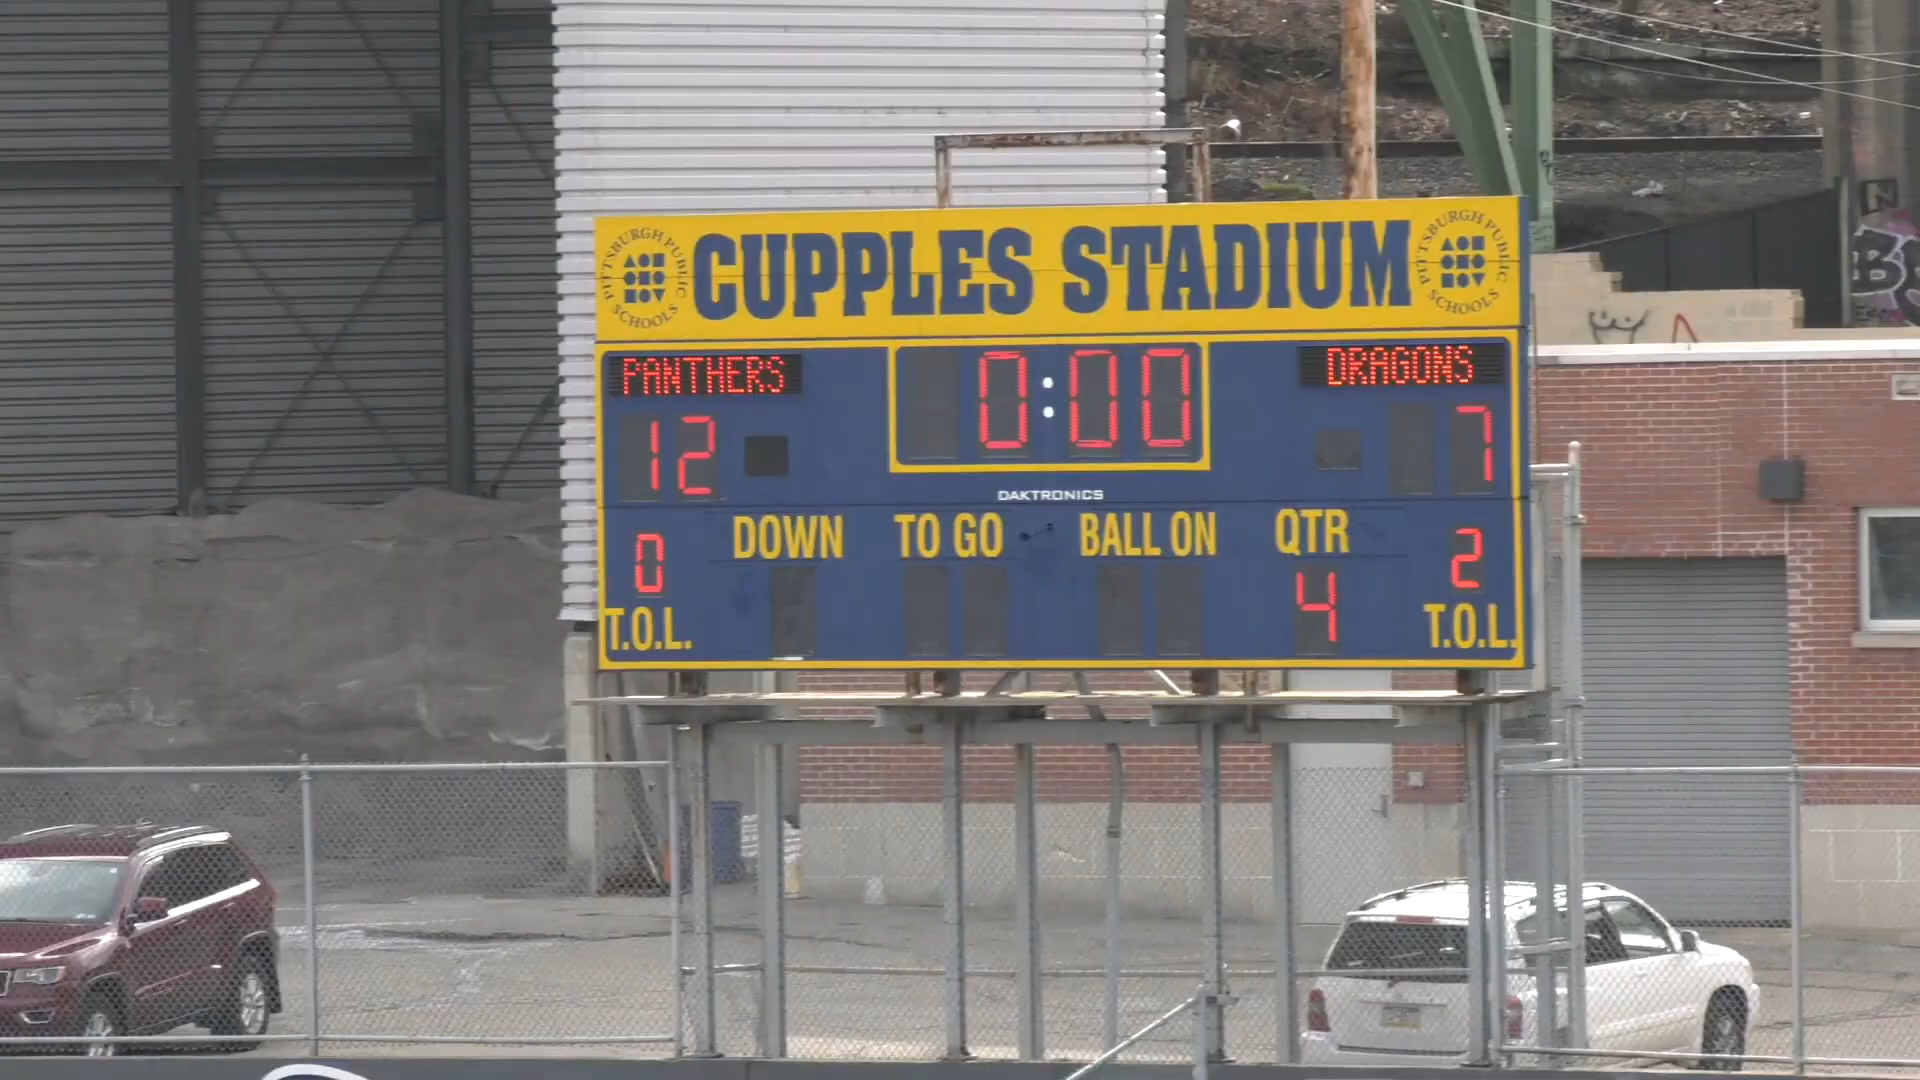 PITTSBURGH PUBLIC SCHOOLS
CUPPLES STADIUM
PITTSBURGH PUBLIC SCHOOLS
PANTHERS
0:00
DRAGONS
12
7
DAKTRONICS
DOWN TO GO BALL ON QTR
0
4
2
T.O.L.
T.O.L.
N